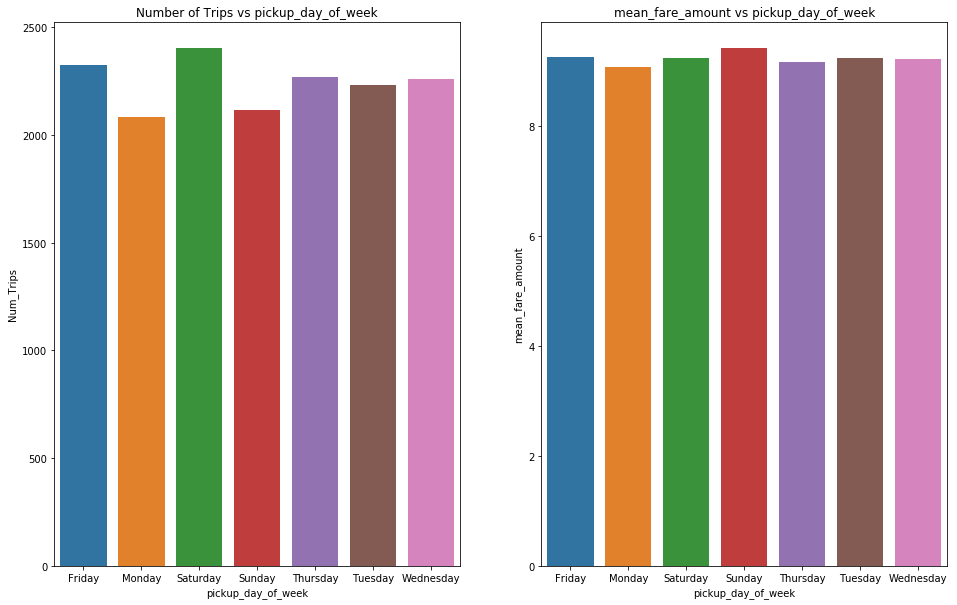 Number of Trips vs pickup_day_of_week
Num_Trips
2500
2000
1500
1000
500
0
Friday Monday Saturday Sunday Thursday Tuesday Wednesday
pickup_day_of_week
mean_fare_amount vs pickup_day_of_week
mean_fare_amount
8
6
4
2
0
Friday Monday Saturday Sunday Thursday Tuesday Wednesday
pickup_day_of_week